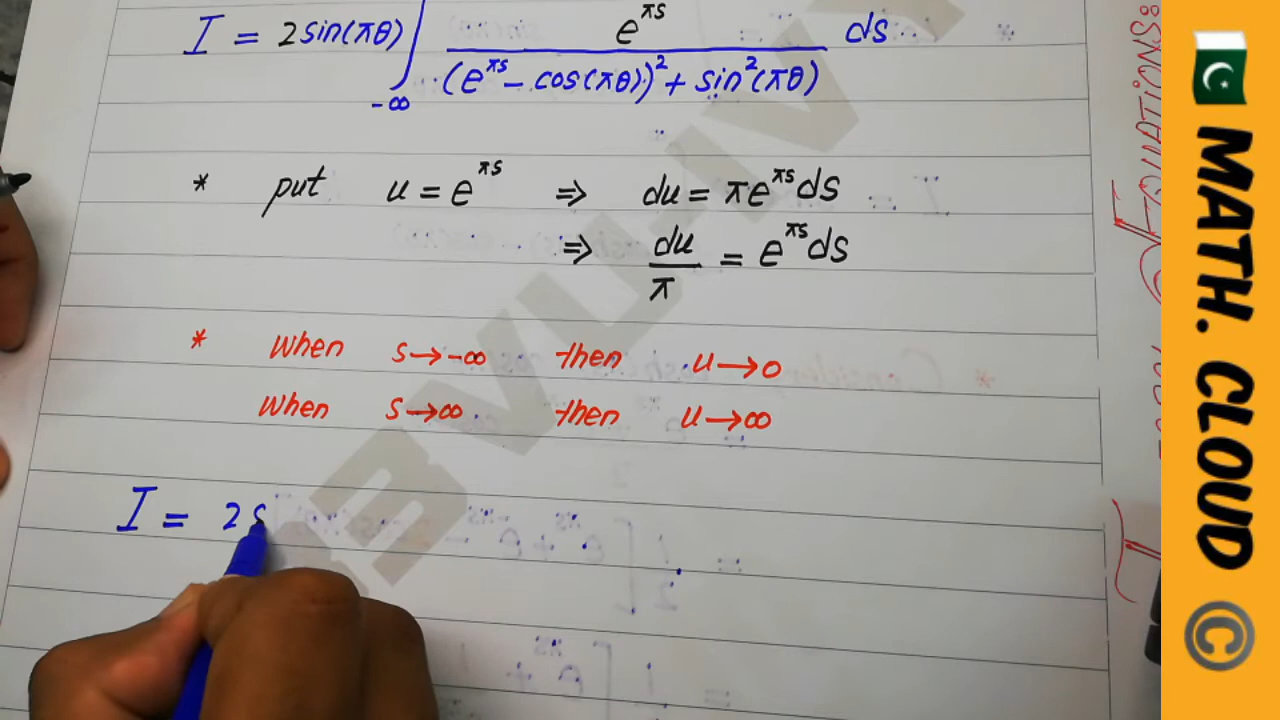 I = 2sin(πθ) ∫ e^πs / ((e^πs - cos(πθ))² + sin²(πθ)) ds
-∞
* put u = e^πs ⇒ du = πe^πs ds
⇒ du/π = e^πs ds
* when s→-∞ then u→0
when s→∞ then u→∞
I = 2s
MATH. CLOUD ©